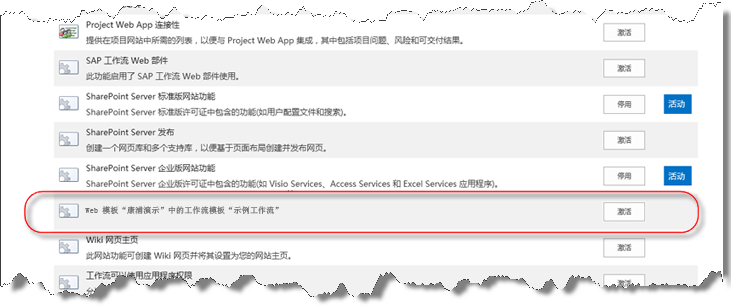 Project Web App 连接性
提供在项目网站中所需的列表，以便与 Project Web App 集成，其中包括项目问题、风险和可交付结果。
激活
SAP 工作流 Web 部件
此功能启用了 SAP 工作流 Web 部件使用。
激活
SharePoint Server 标准版网站功能
SharePoint Server 标准版许可证中包含的功能(如用户配置文件和搜索)。
停用
活动
SharePoint Server 发布
创建一个网页库和多个支持库，以便基于页面布局创建并发布网页。
激活
SharePoint Server 企业版网站功能
SharePoint Server 企业版许可证中包含的功能(如 Visio Services、Access Services 和 Excel Services 应用程序)。
停用
活动
Web 模板“康浦演示”中的工作流模板“示例工作流”
激活
Wiki 网页主页
此网站功能可创建 Wiki 网页并将其设置为您的网站主页。
激活
工作流可以使用应用程序权限
激活